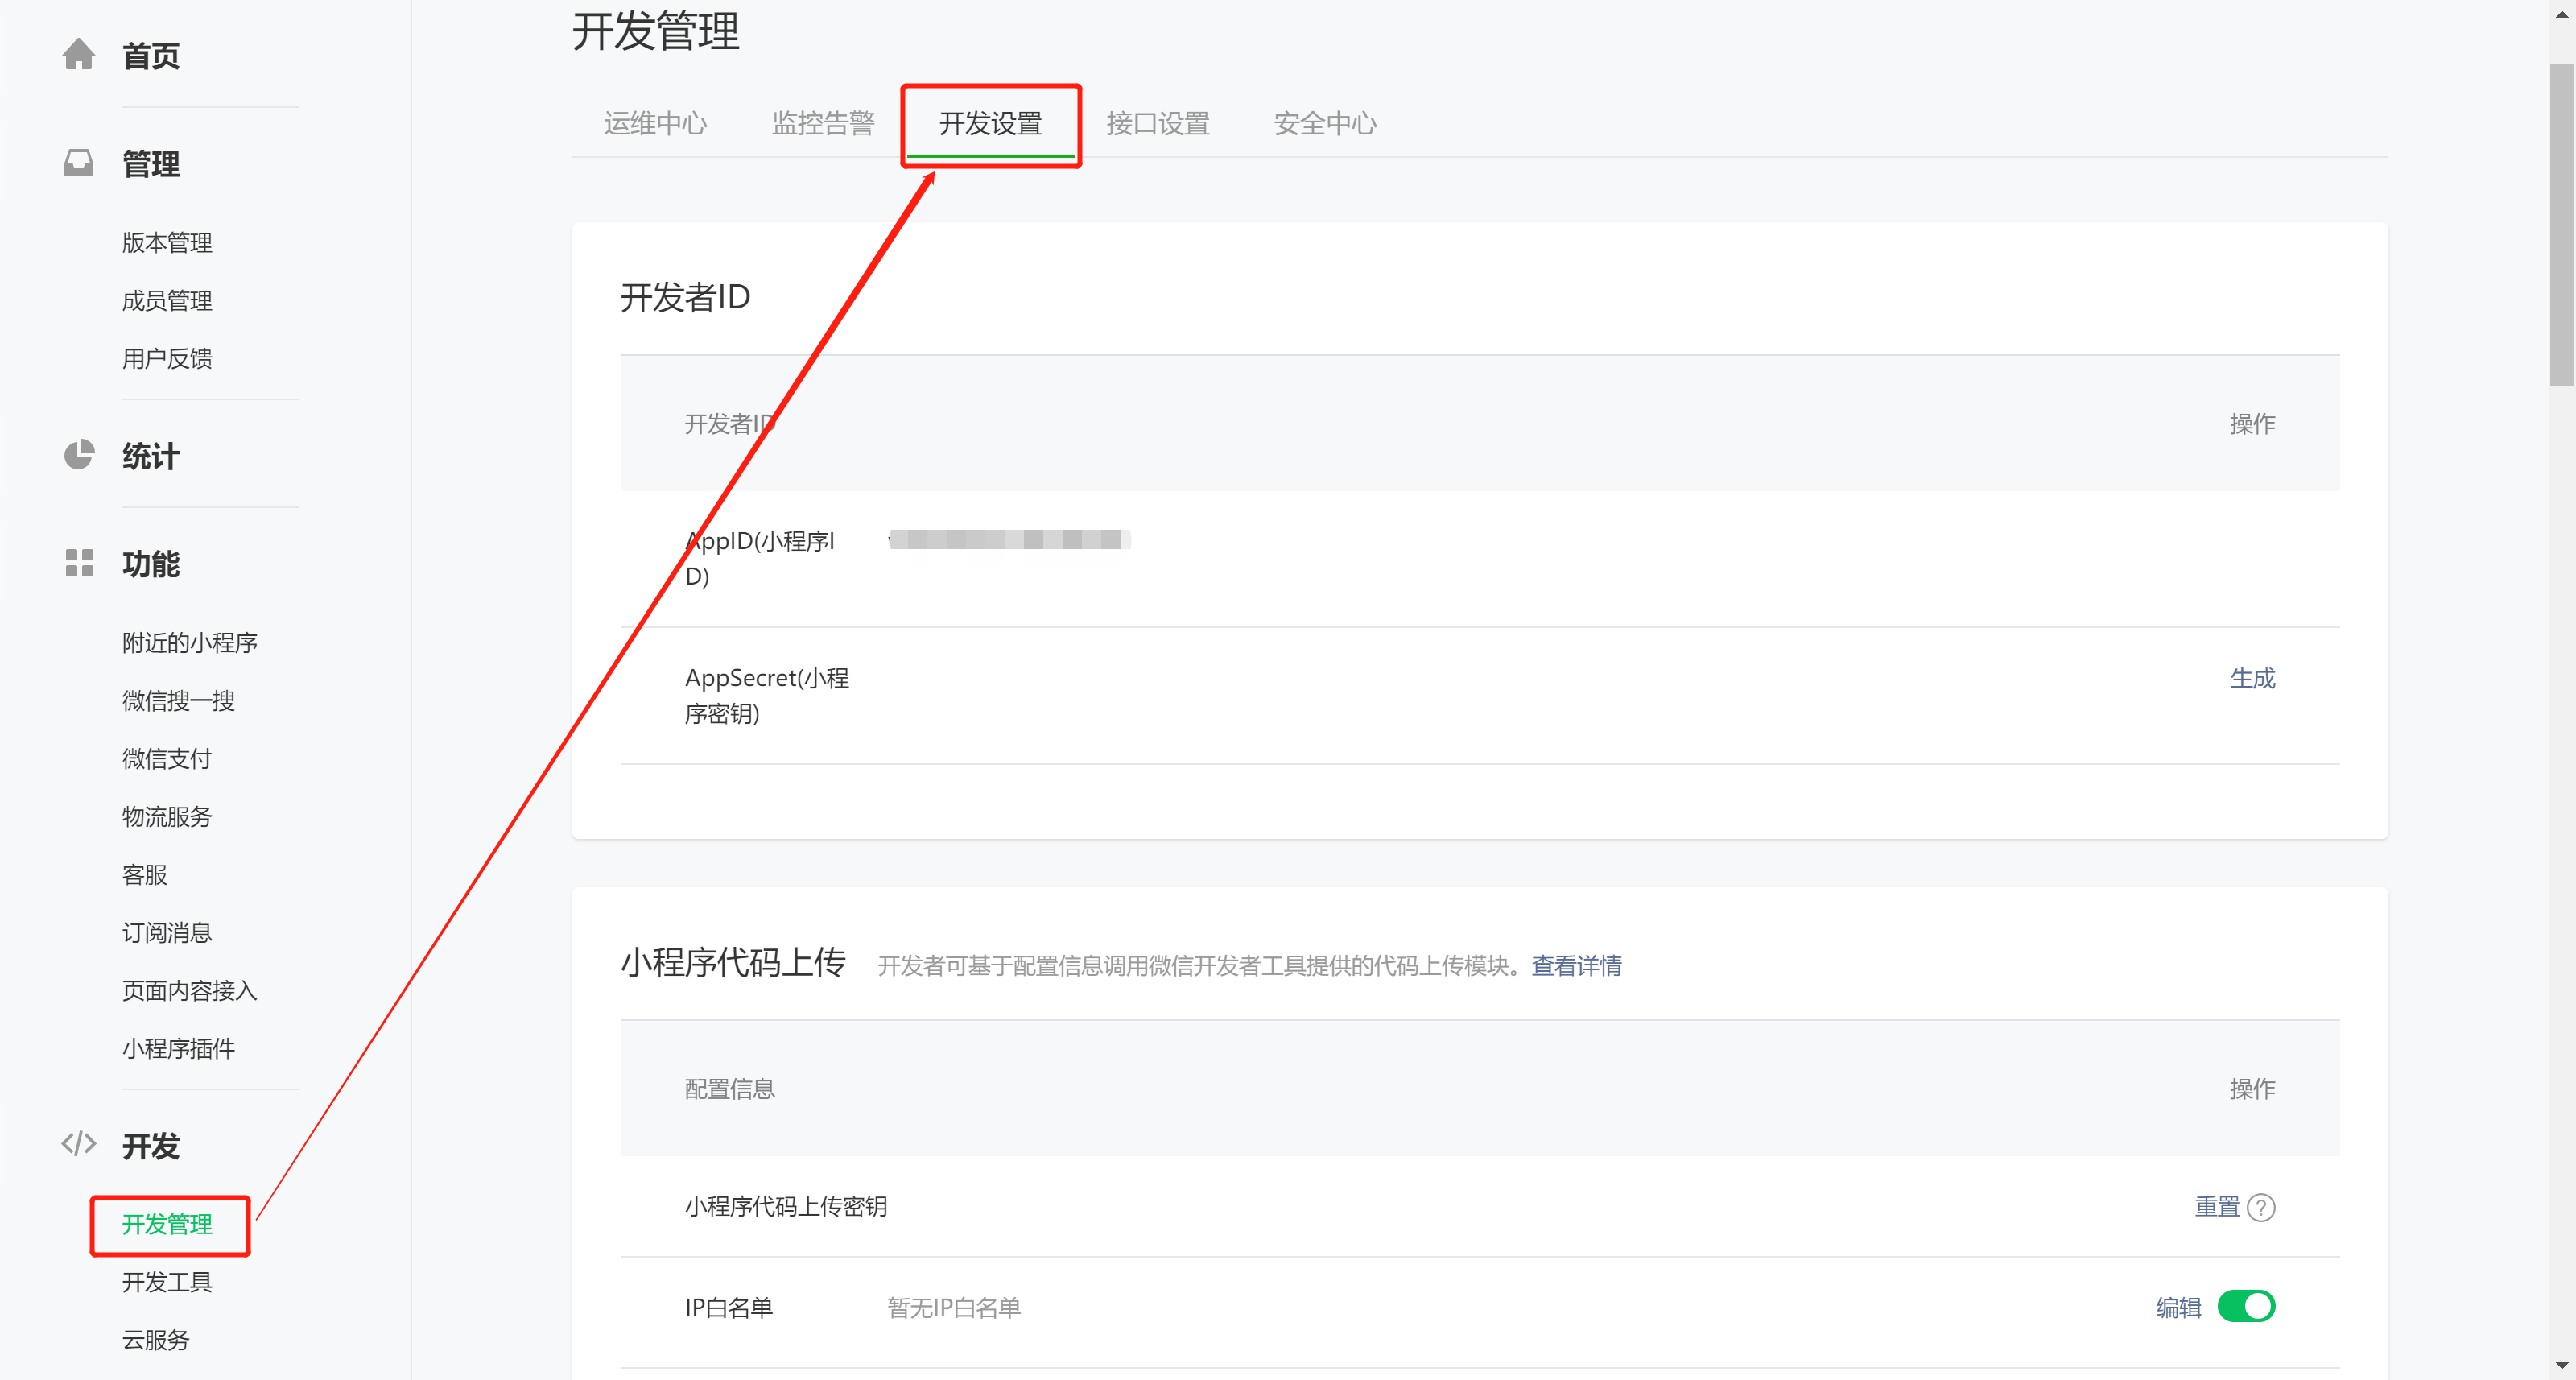 首页
管理
版本管理
成员管理
用户反馈
统计
功能
附近的小程序
微信搜一搜
微信支付
物流服务
客服
订阅消息
页面内容接入
小程序插件
开发
开发管理
开发工具
云服务
开发管理
运维中心 监控告警 开发设置 接口设置 安全中心
开发者ID
开发者ID 操作
AppID(小程序I
D)
AppSecret(小程 生成
序密钥)
小程序代码上传 开发者可基于配置信息调用微信开发者工具提供的代码上传模块。查看详情
配置信息 操作
小程序代码上传密钥 重置 ?
IP白名单 暂无IP白名单 编辑